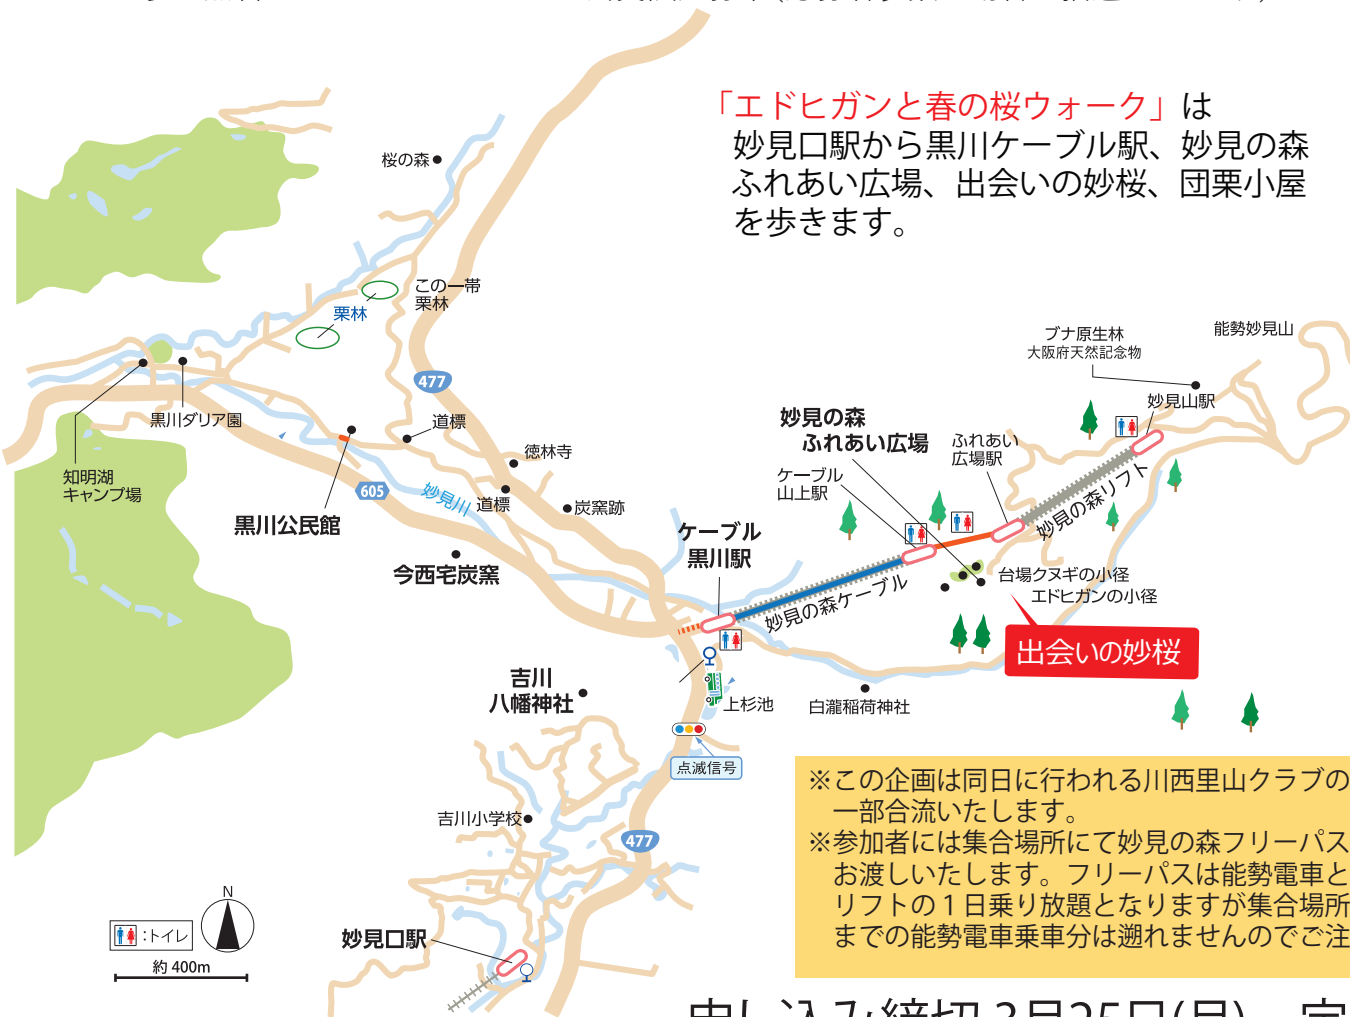 「エドヒガンと春の桜ウォーク」は
妙見口駅から黒川ケーブル駅、妙見の森
ふれあい広場、出会いの妙桜、団栗小屋
を歩きます。
桜の森
この一帯
栗林
栗林
477
ブナ原生林
大阪府天然記念物
能勢妙見山
妙見山駅
黒川ダリア園
道標
妙見の森
ふれあい広場
ふれあい
広場駅
徳林寺
知明湖
キャンプ場
605
妙見川
道標
炭窯跡
ケーブル
山上駅
妙見の森リフト
黒川公民館
ケーブル
黒川駅
今西宅炭窯
妙見の森ケーブル
台場クヌギの小径
エドヒガンの小径
出会いの妙桜
吉川
八幡神社
上杉池
白瀧稲荷神社
点滅信号
吉川小学校
477
※この企画は同日に行われる川西里山クラブの
一部合流いたします。
※参加者には集合場所にて妙見の森フリーパス
お渡しいたします。フリーパスは能勢電車と
リフトの1日乗り放題となりますが集合場所
までの能勢電車乗車分は遡れませんのでご注
N
:トイレ
約 400m
妙見口駅
申し込み締切 3月25日(月)　定